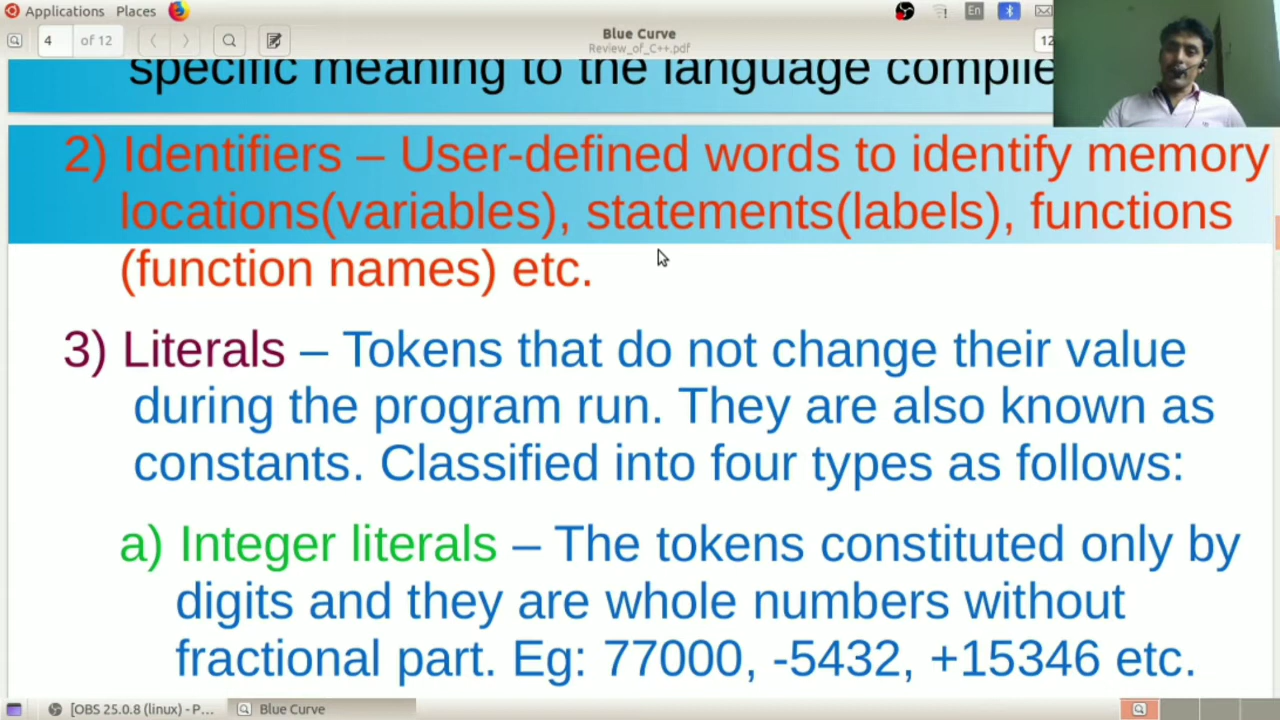 Applications Places
En
4 of 12
Blue Curve
Review_of_C++.pdf
12
specific meaning to the language compile
2) Identifiers – User-defined words to identify memory
locations(variables), statements(labels), functions
(function names) etc.
3) Literals – Tokens that do not change their value
during the program run. They are also known as
constants. Classified into four types as follows:
a) Integer literals – The tokens constituted only by
digits and they are whole numbers without
fractional part. Eg: 77000, -5432, +15346 etc.
[OBS 25.0.8 (linux) - P... Blue Curve